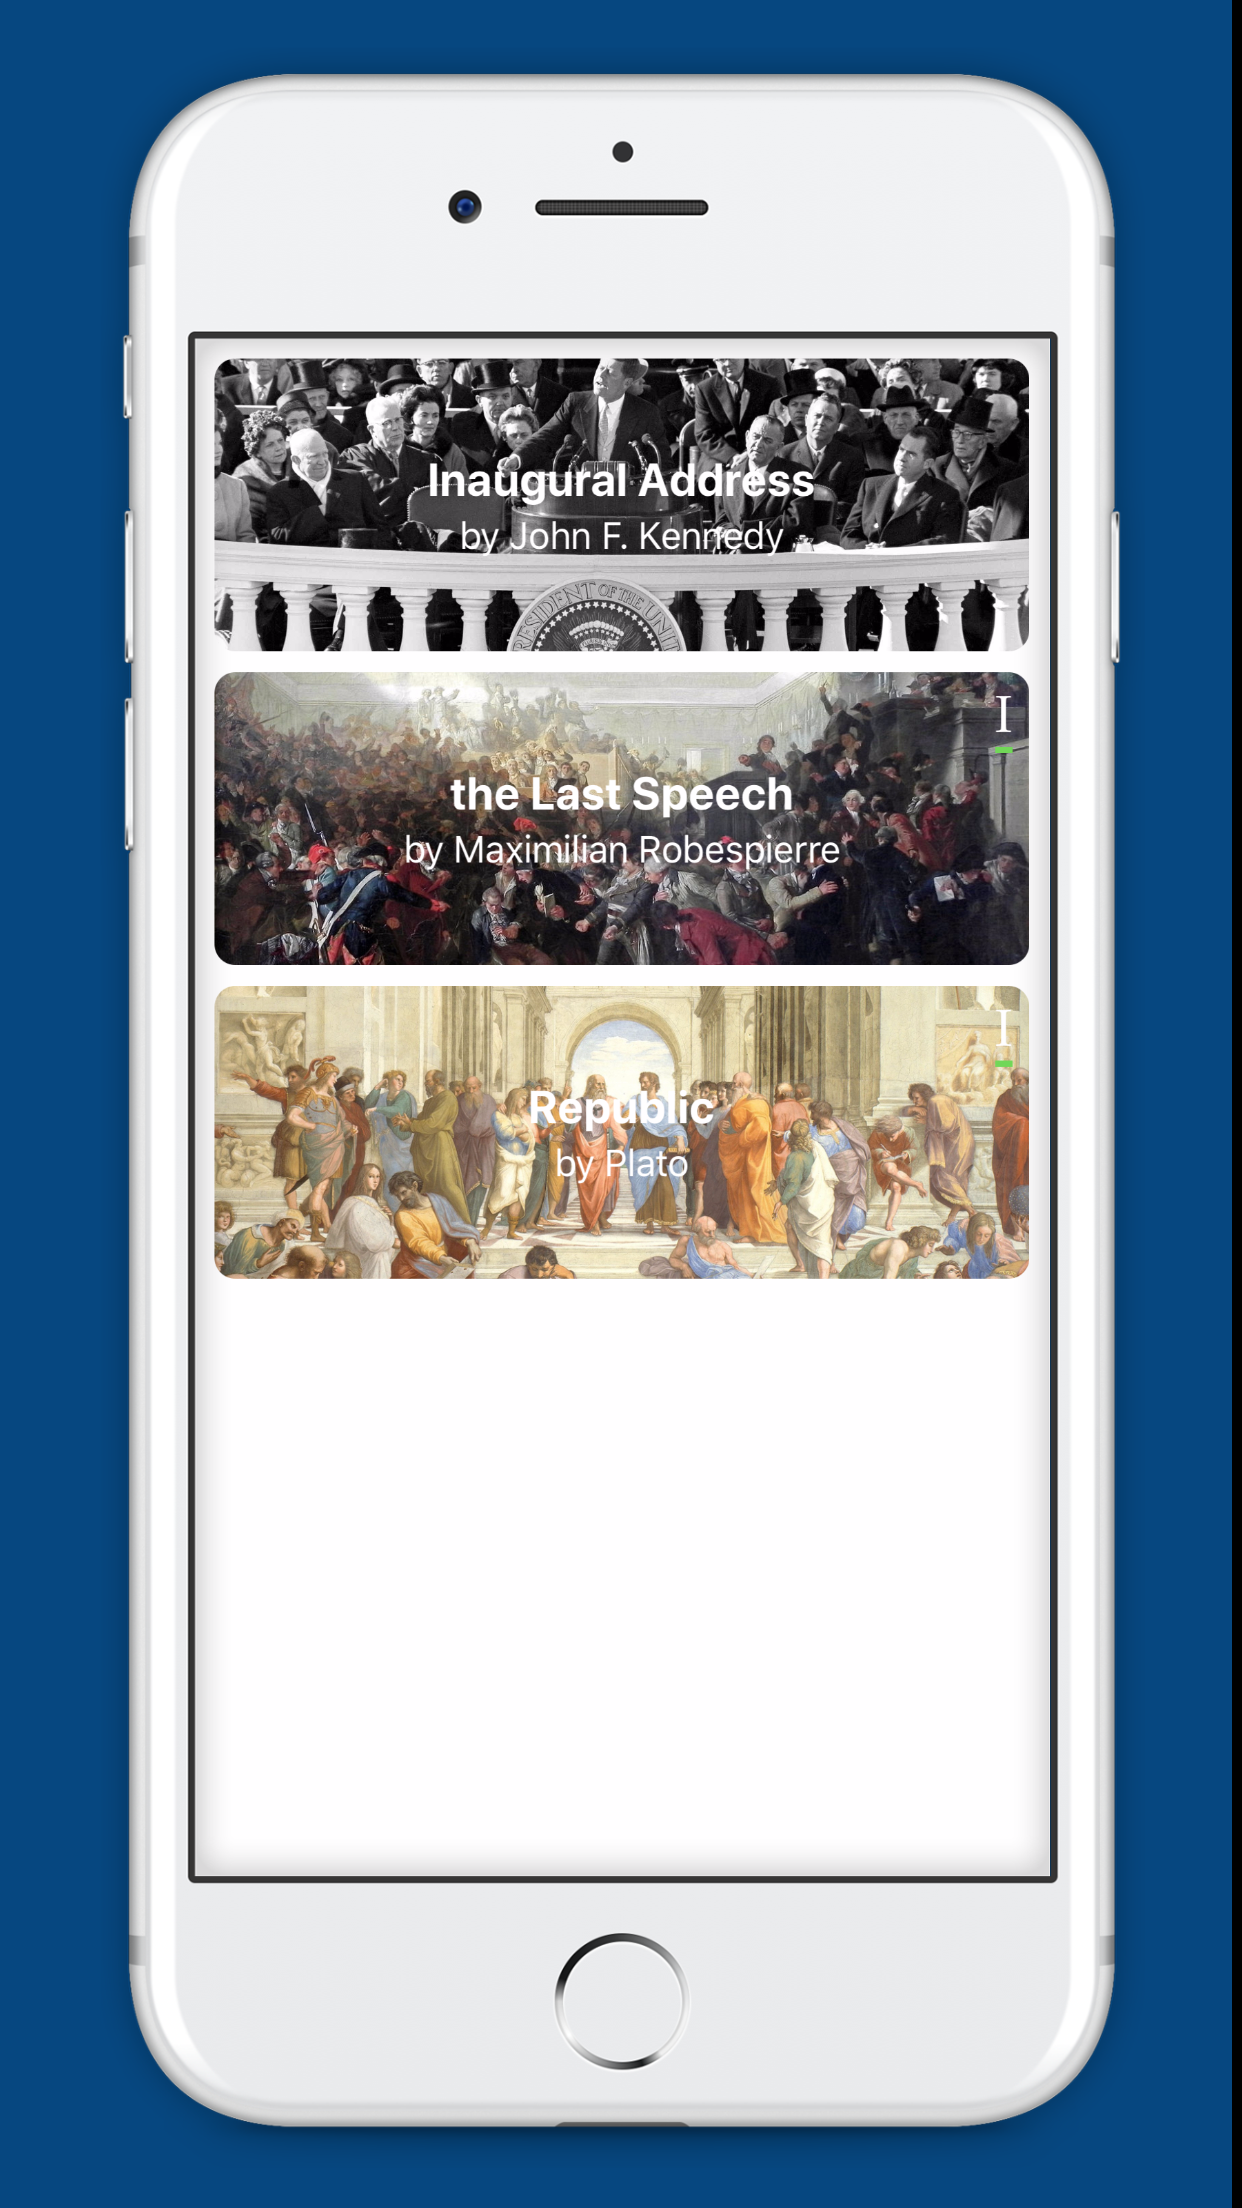 Inaugural Address
by John F. Kennedy
PRESIDENT OF THE UNIT
I
the Last Speech
by Maximilian Robespierre
I
Republic
by Plato